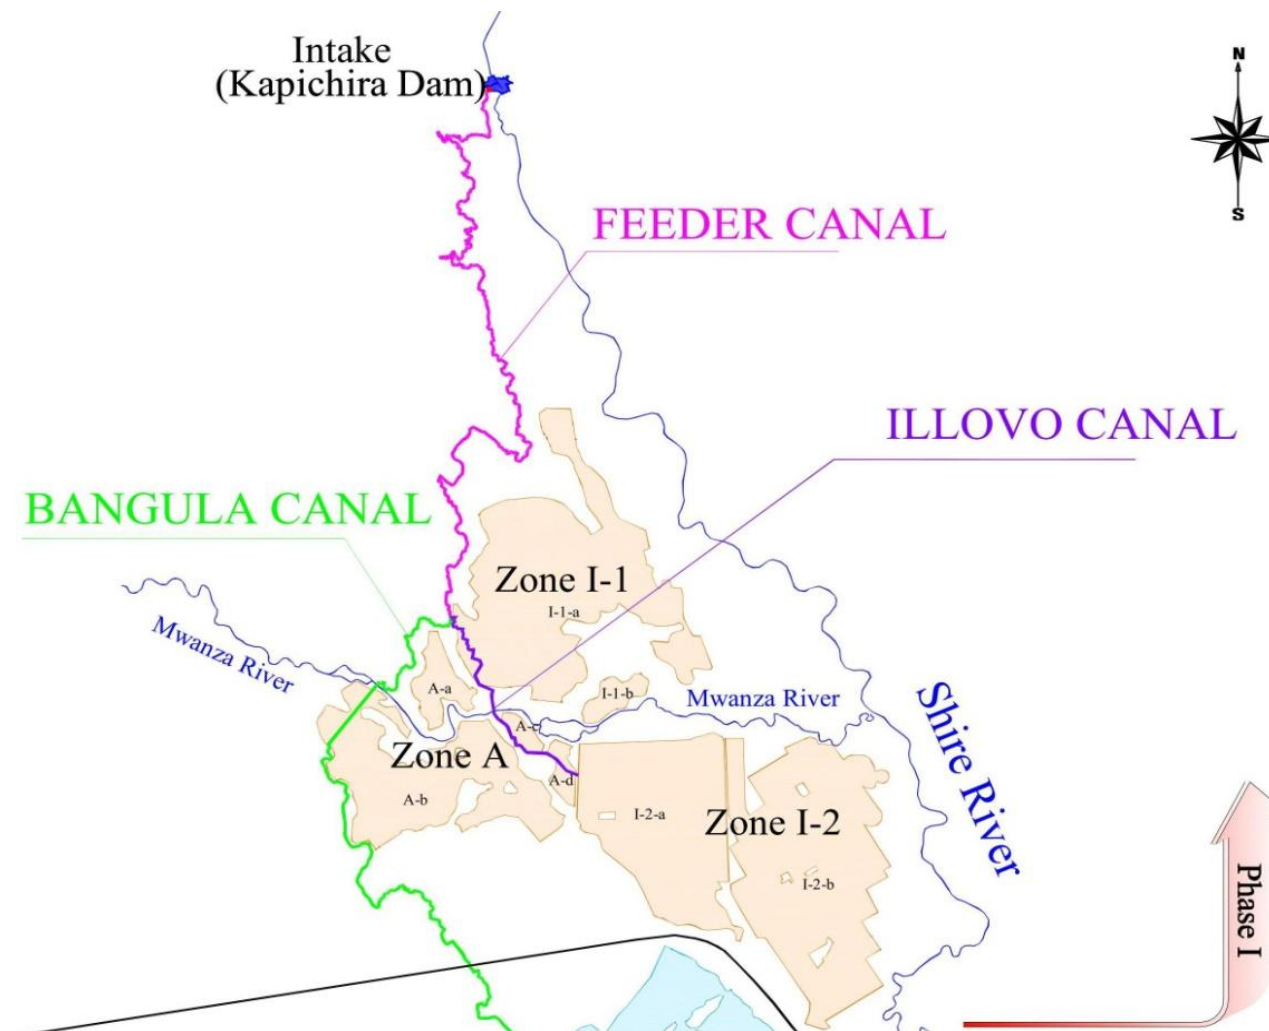 Intake
(Kapichira Dam)
N
S
FEEDER CANAL
ILLOVO CANAL
BANGULA CANAL
Zone I-1
I-1-a
Mwanza River
A-a
I-1-b
Mwanza River
Shire River
A-c
Zone A
A-d
A-b
I-2-a
Zone I-2
I-2-b
Phase I